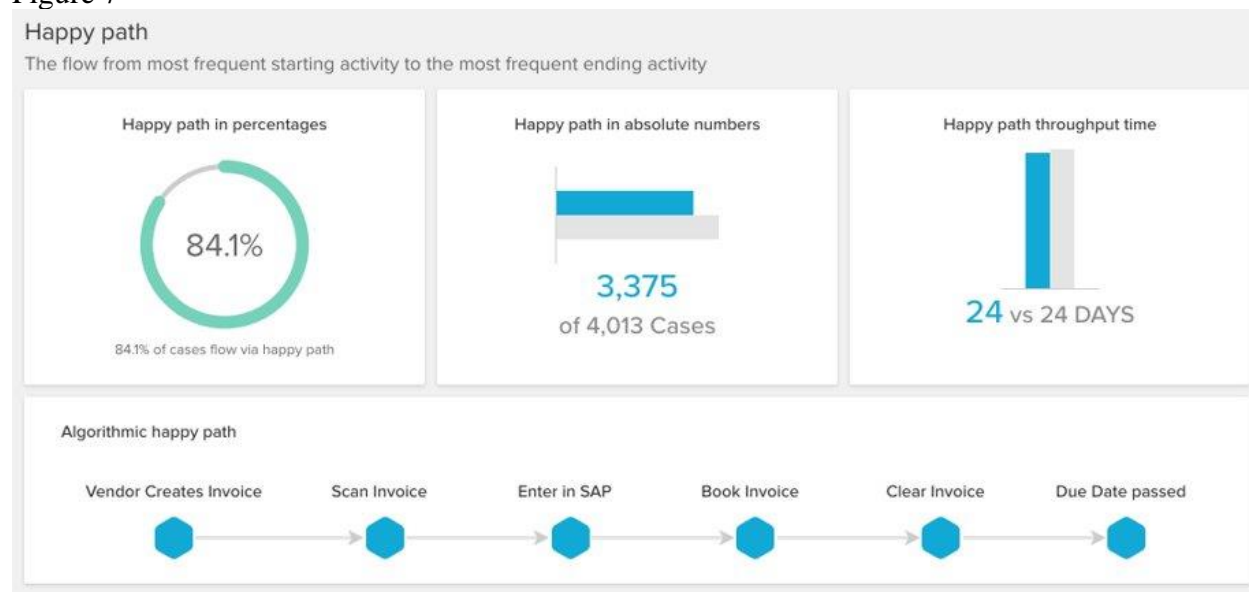 Figure 7
Happy path
The flow from most frequent starting activity to the most frequent ending activity
Happy path in percentages
84.1%
84.1% of cases flow via happy path
Happy path in absolute numbers
3,375
of 4,013 Cases
Happy path throughput time
24 vs 24 DAYS
Algorithmic happy path
Vendor Creates Invoice
Scan Invoice
Enter in SAP
Book Invoice
Clear Invoice
Due Date passed